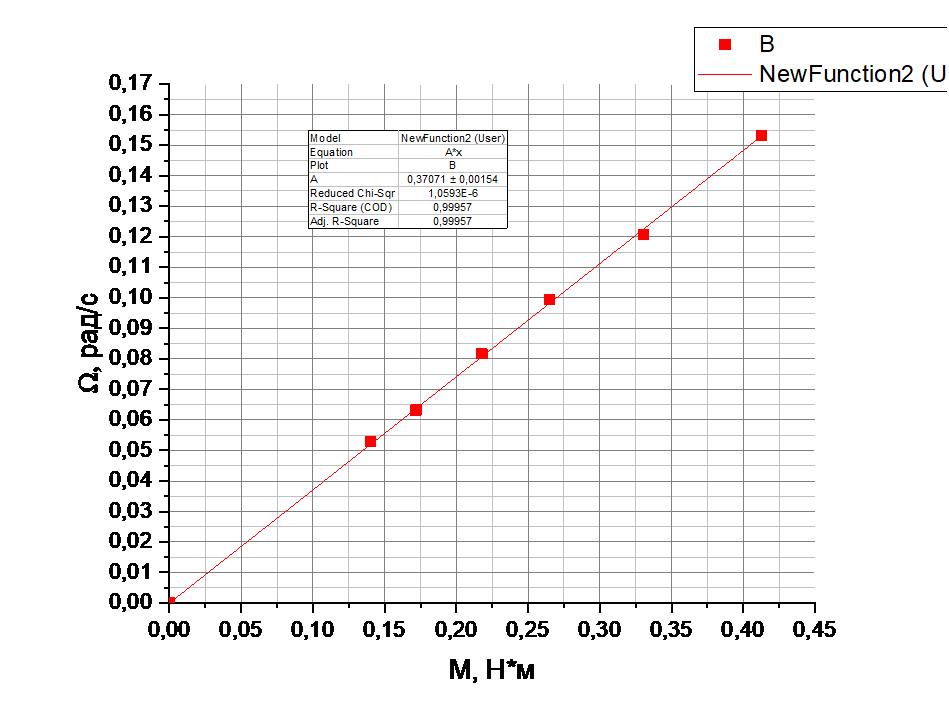 B
NewFunction2 (U
0,17
0,16
0,15
0,14
0,13
0,12
0,11
0,10
0,09
0,08
0,07
0,06
0,05
0,04
0,03
0,02
0,01
0,00
Ω, рад/с
Model NewFunction2 (User)
Equation A*x
Plot B
A 0,37071 ± 0,00154
Reduced Chi-Sqr 1,0593E-6
R-Square (COD) 0,99957
Adj. R-Square 0,99957
0,00 0,05 0,10 0,15 0,20 0,25 0,30 0,35 0,40 0,45
М, Н*м